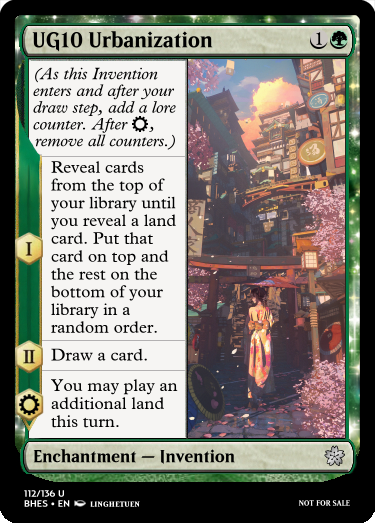 UG10 Urbanization 1
(As this Invention
enters and after your
draw step, add a lore
counter. After ,
remove all counters.)
I
Reveal cards
from the top of
your library until
you reveal a land
card. Put that
card on top and
the rest on the
bottom of your
library in a
random order.
II
Draw a card.
You may play an
additional land
this turn.
Enchantment — Invention
112/136 U
BHES • EN LINGHETUEN
NOT FOR SALE